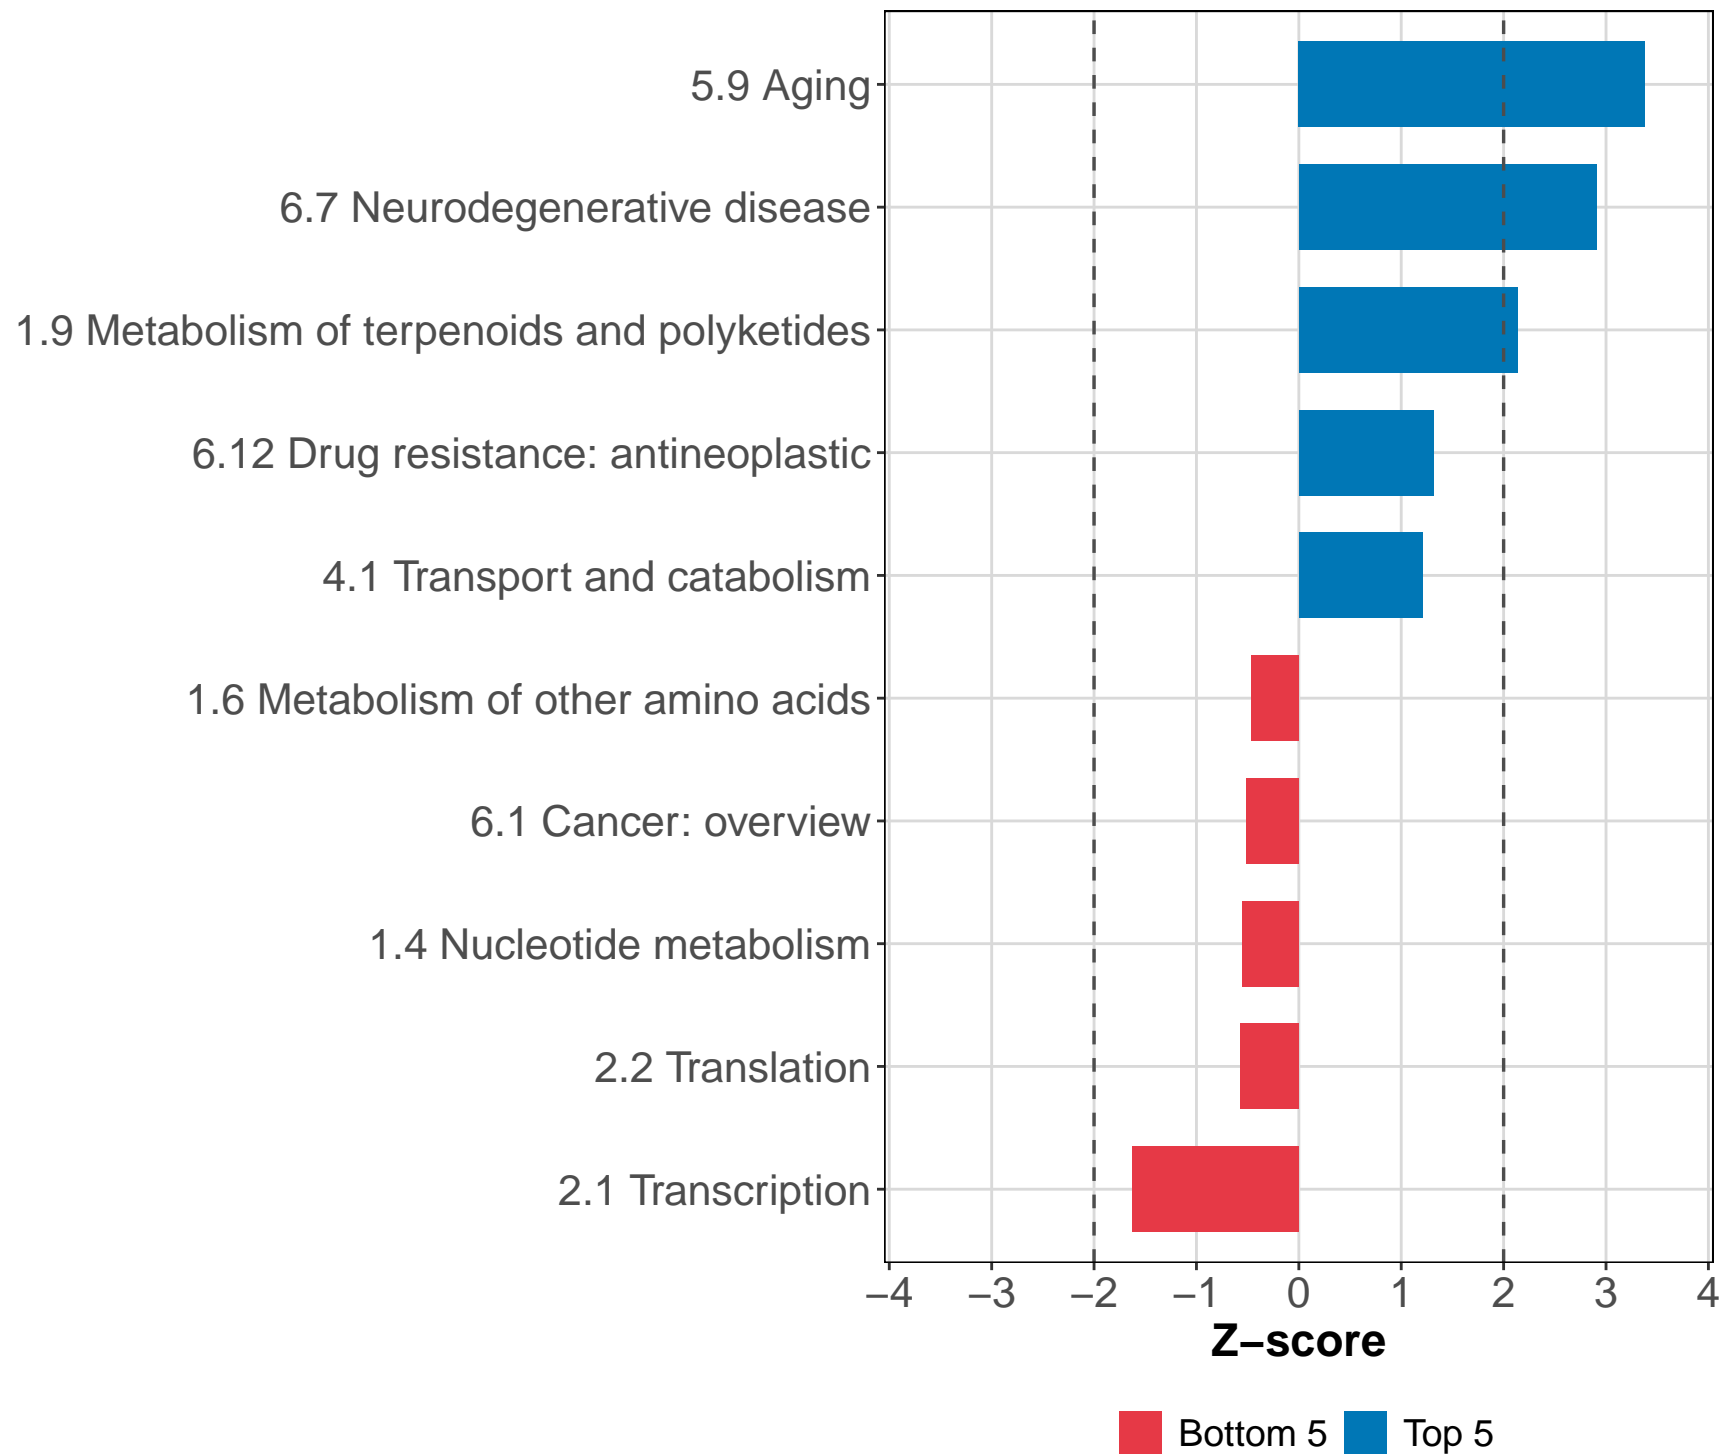 5.9 Aging
6.7 Neurodegenerative disease
1.9 Metabolism of terpenoids and polyketides
6.12 Drug resistance: antineoplastic
4.1 Transport and catabolism
1.6 Metabolism of other amino acids
6.1 Cancer: overview
1.4 Nucleotide metabolism
2.2 Translation
2.1 Transcription
−4 −3 −2 −1 0 1 2 3 4
Z−score
Bottom 5 Top 5